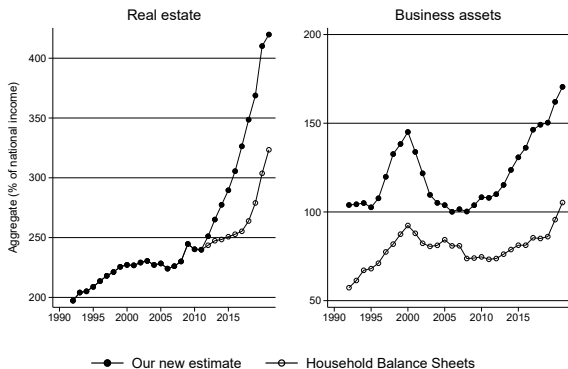 Real estate
Business assets
Aggregate (% of national income)
400
350
300
250
200
1990 1995 2000 2005 2010 2015
200
150
100
50
1990 1995 2000 2005 2010 2015
Our new estimate
Household Balance Sheets